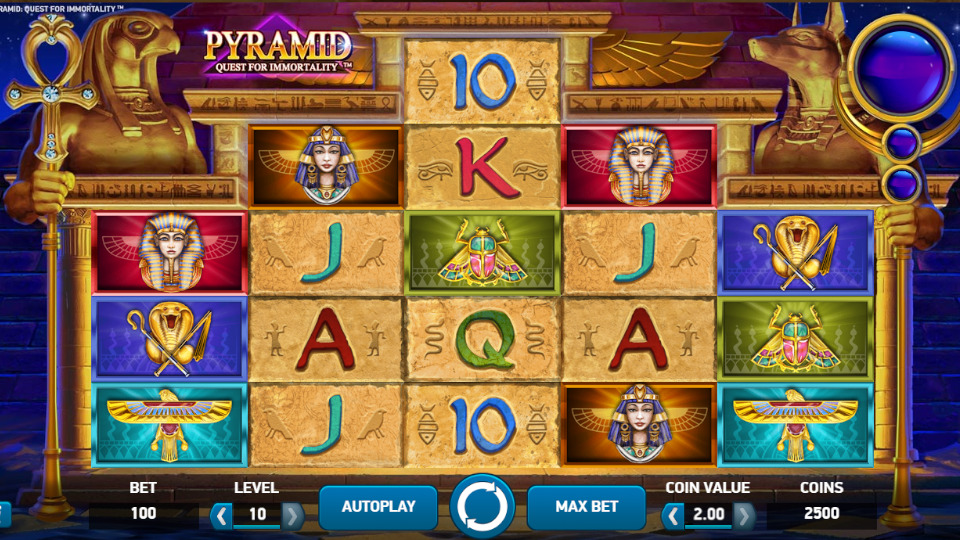 RAMID: QUEST FOR IMMORTALITY™
PYRAMID
QUEST FOR IMMORTALITY™
10
K
J
J
A
Q
A
J
10
BET
LEVEL
COIN VALUE
COINS
100
10
AUTOPLAY
MAX BET
2.00
2500